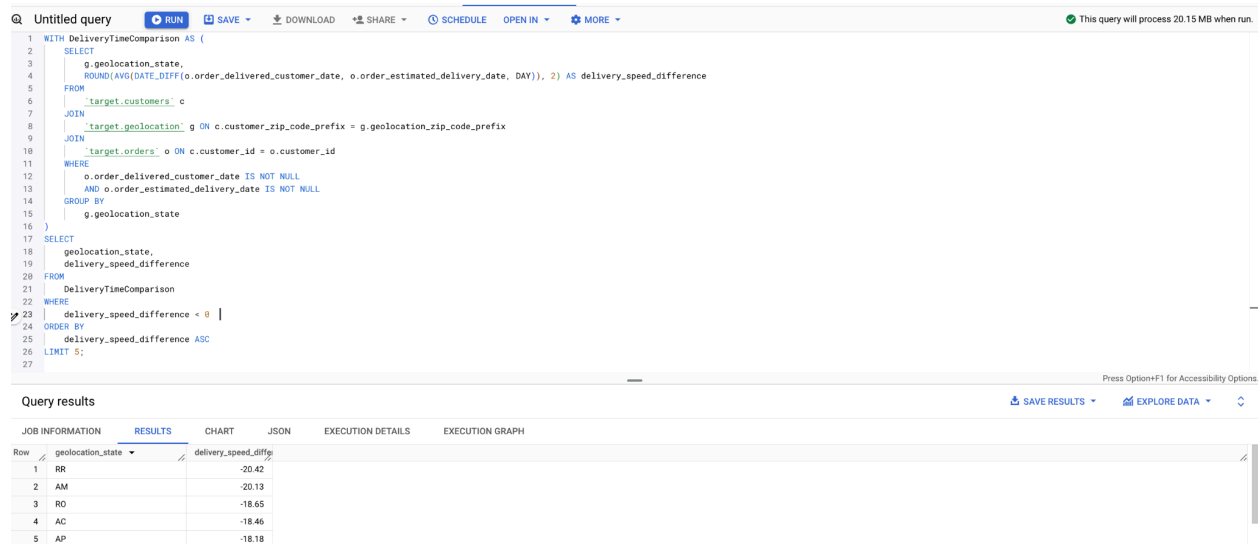 Untitled query RUN SAVE DOWNLOAD SHARE SCHEDULE OPEN IN MORE This query will process 20.15 MB when run.
1 WITH DeliveryTimeComparison AS (
2 SELECT
3 g.geolocation_state,
4 ROUND(AVG(DATE_DIFF(o.order_delivered_customer_date, o.order_estimated_delivery_date, DAY)), 2) AS delivery_speed_difference
5 FROM
6 `target.customers` c
7 JOIN
8 `target.geolocation` g ON c.customer_zip_code_prefix = g.geolocation_zip_code_prefix
9 JOIN
10 `target.orders` o ON c.customer_id = o.customer_id
11 WHERE
12 o.order_delivered_customer_date IS NOT NULL
13 AND o.order_estimated_delivery_date IS NOT NULL
14 GROUP BY
15 g.geolocation_state
16 )
17 SELECT
18 geolocation_state,
19 delivery_speed_difference
20 FROM
21 DeliveryTimeComparison
22 WHERE
23 delivery_speed_difference < 0
24 ORDER BY
25 delivery_speed_difference ASC
26 LIMIT 5;
27
Press Option+F1 for Accessibility Options
Query results SAVE RESULTS EXPLORE DATA
JOB INFORMATION RESULTS CHART JSON EXECUTION DETAILS EXECUTION GRAPH
Row geolocation_state delivery_speed_differ
1 RR -20.42
2 AM -20.13
3 RO -18.65
4 AC -18.46
5 AP -18.18